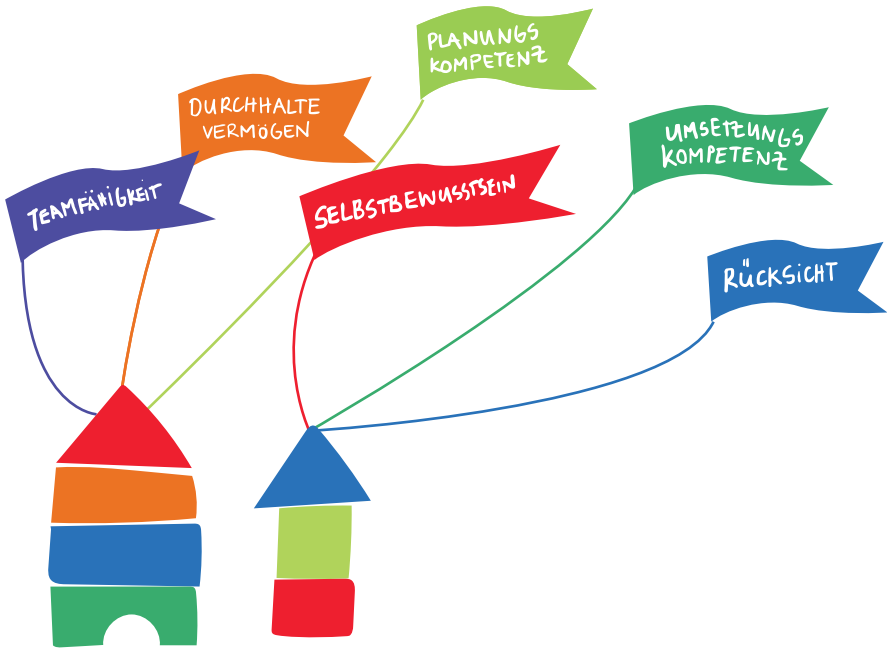 PLANUNGS
KOMPETENZ
DURCHHALTE
VERMÖGEN
TEAMFÄHIGKEIT
SELBSTBEWUSSTSEIN
UMSETZUNGS
KOMPETENZ
RÜCKSICHT